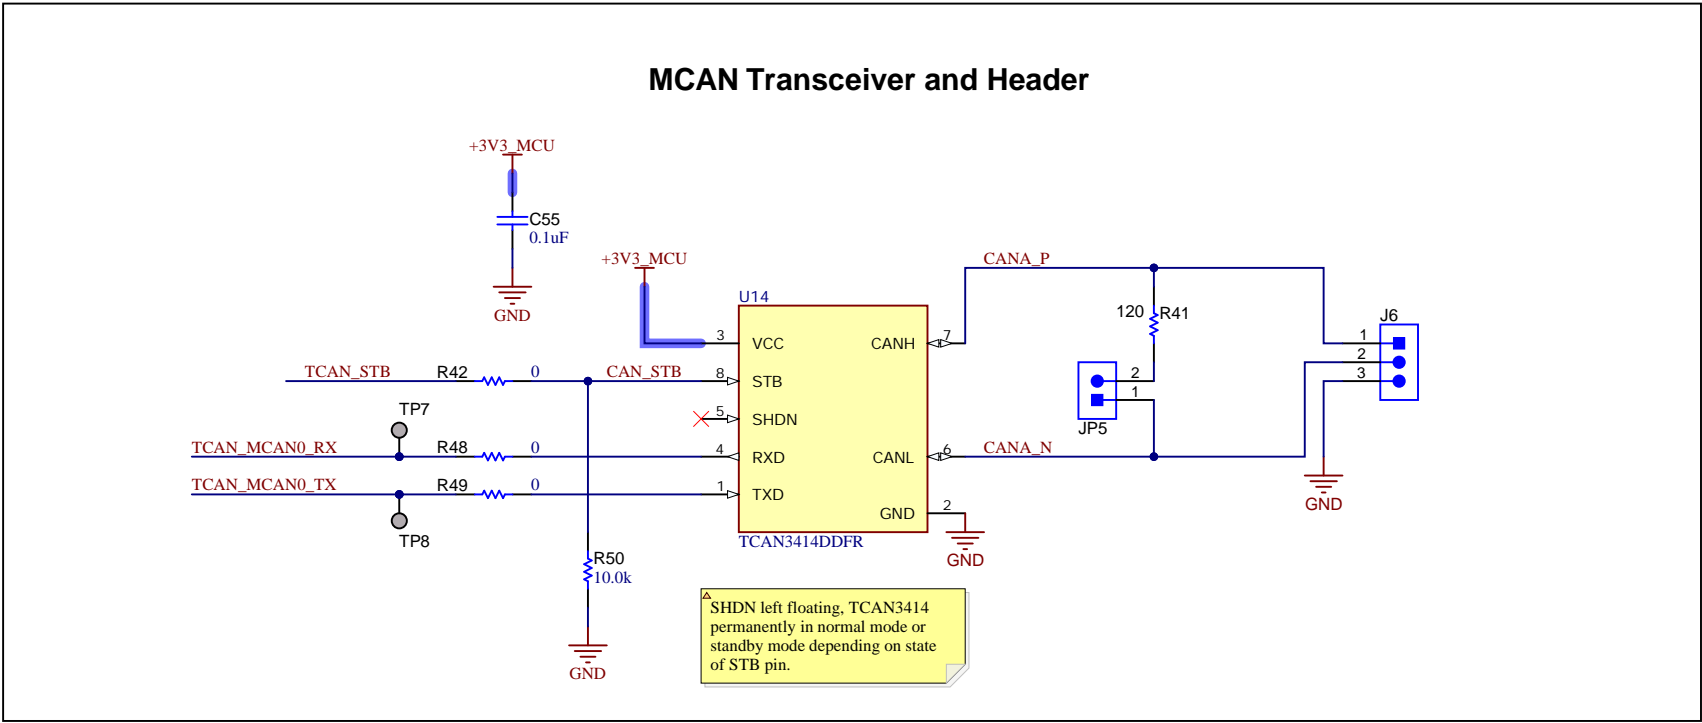 MCAN Transceiver and Header
+3V3_MCU
C55
0.1uF
GND
+3V3_MCU
U14
3 VCC
8 STB
5 SHDN
4 RXD
1 TXD
CANH 7
CANL 6
GND 2
TCAN3414DDFR
GND
TCAN_STB
R42 0
CAN_STB
TP7
TCAN_MCAN0_RX
R48 0
TCAN_MCAN0_TX
R49 0
TP8
R50
10.0k
GND
CANA_P
120 R41
2
1
JP5
CANA_N
J6
1
2
3
GND
SHDN left floating, TCAN3414
permanently in normal mode or
standby mode depending on state
of STB pin.